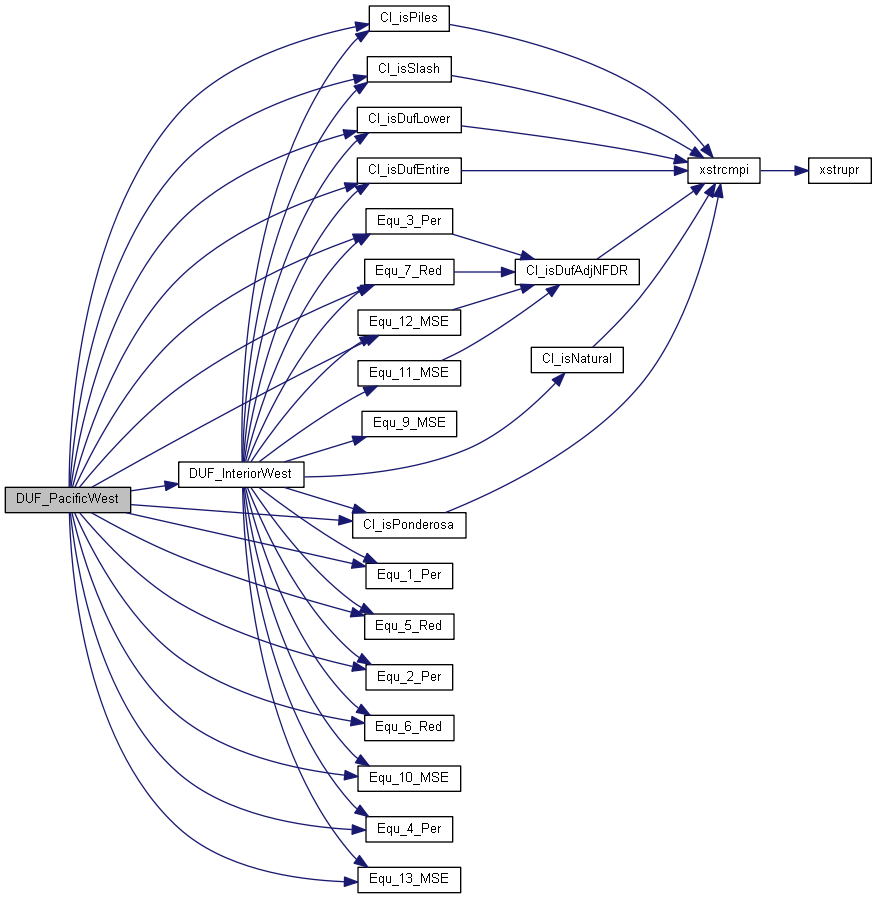 CI_isPiles
CI_isSlash
CI_isDufLower
CI_isDufEntire
xstrcmpi
xstrupr
Equ_3_Per
Equ_7_Red
CI_isDufAdjNFDR
Equ_12_MSE
CI_isNatural
Equ_11_MSE
Equ_9_MSE
DUF_InteriorWest
DUF_PacificWest
CI_isPonderosa
Equ_1_Per
Equ_5_Red
Equ_2_Per
Equ_6_Red
Equ_10_MSE
Equ_4_Per
Equ_13_MSE